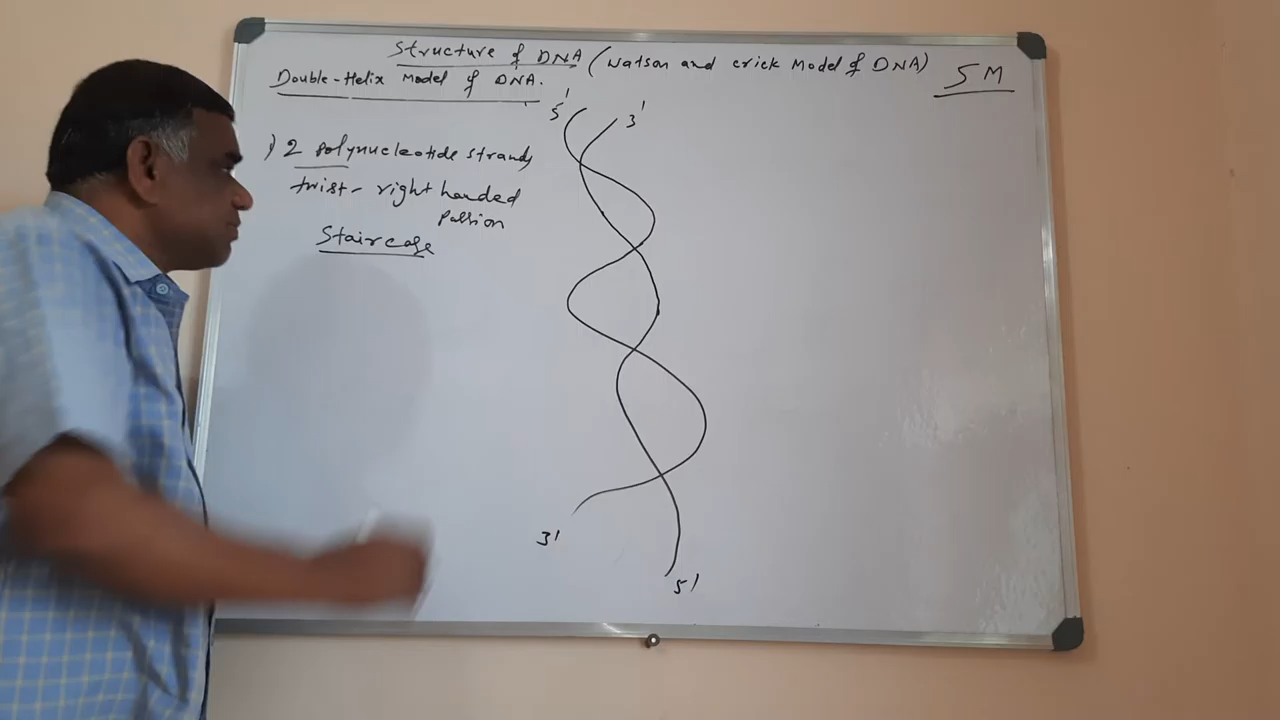 Structure of DNA (Watson and Crick Model of DNA)
5M
Double-Helix Model of DNA.
5' 3'
1) 2 polynucleotide strands
twist - right handed
Staircase
3'
5'